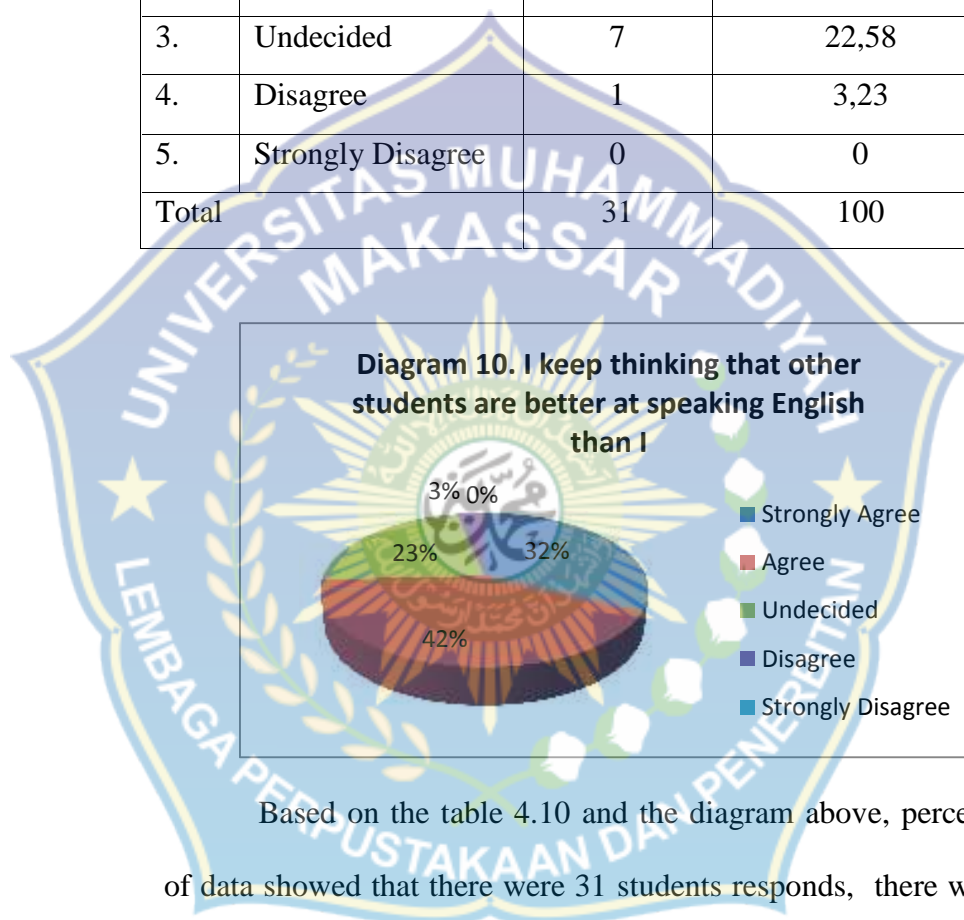 3. Undecided 7 22,58
4. Disagree 1 3,23
5. Strongly Disagree 0 0
Total 31 100
UNIVERSITAS MUHAMMADIYAH
MAKASSAR
LEMBAGA PERPUSTAKAAN DAN PENERBITAN
Diagram 10. I keep thinking that other
students are better at speaking English
than I
3% 0%
23% 32%
42%
Strongly Agree
Agree
Undecided
Disagree
Strongly Disagree
Based on the table 4.10 and the diagram above,
of data showed that there were 31 students responds, there